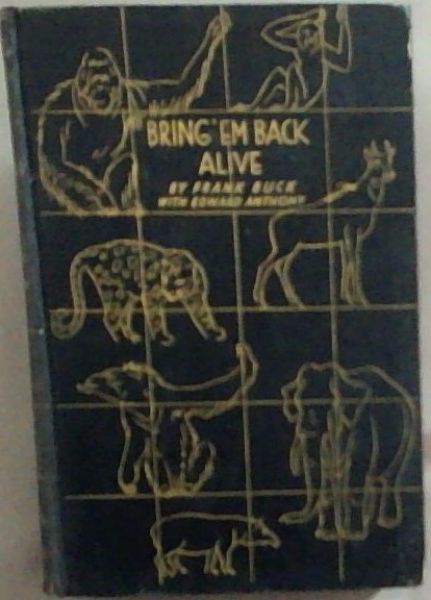 BRING 'EM BACK
ALIVE
BY FRANK BUCK
WITH EDWARD ANTHONY